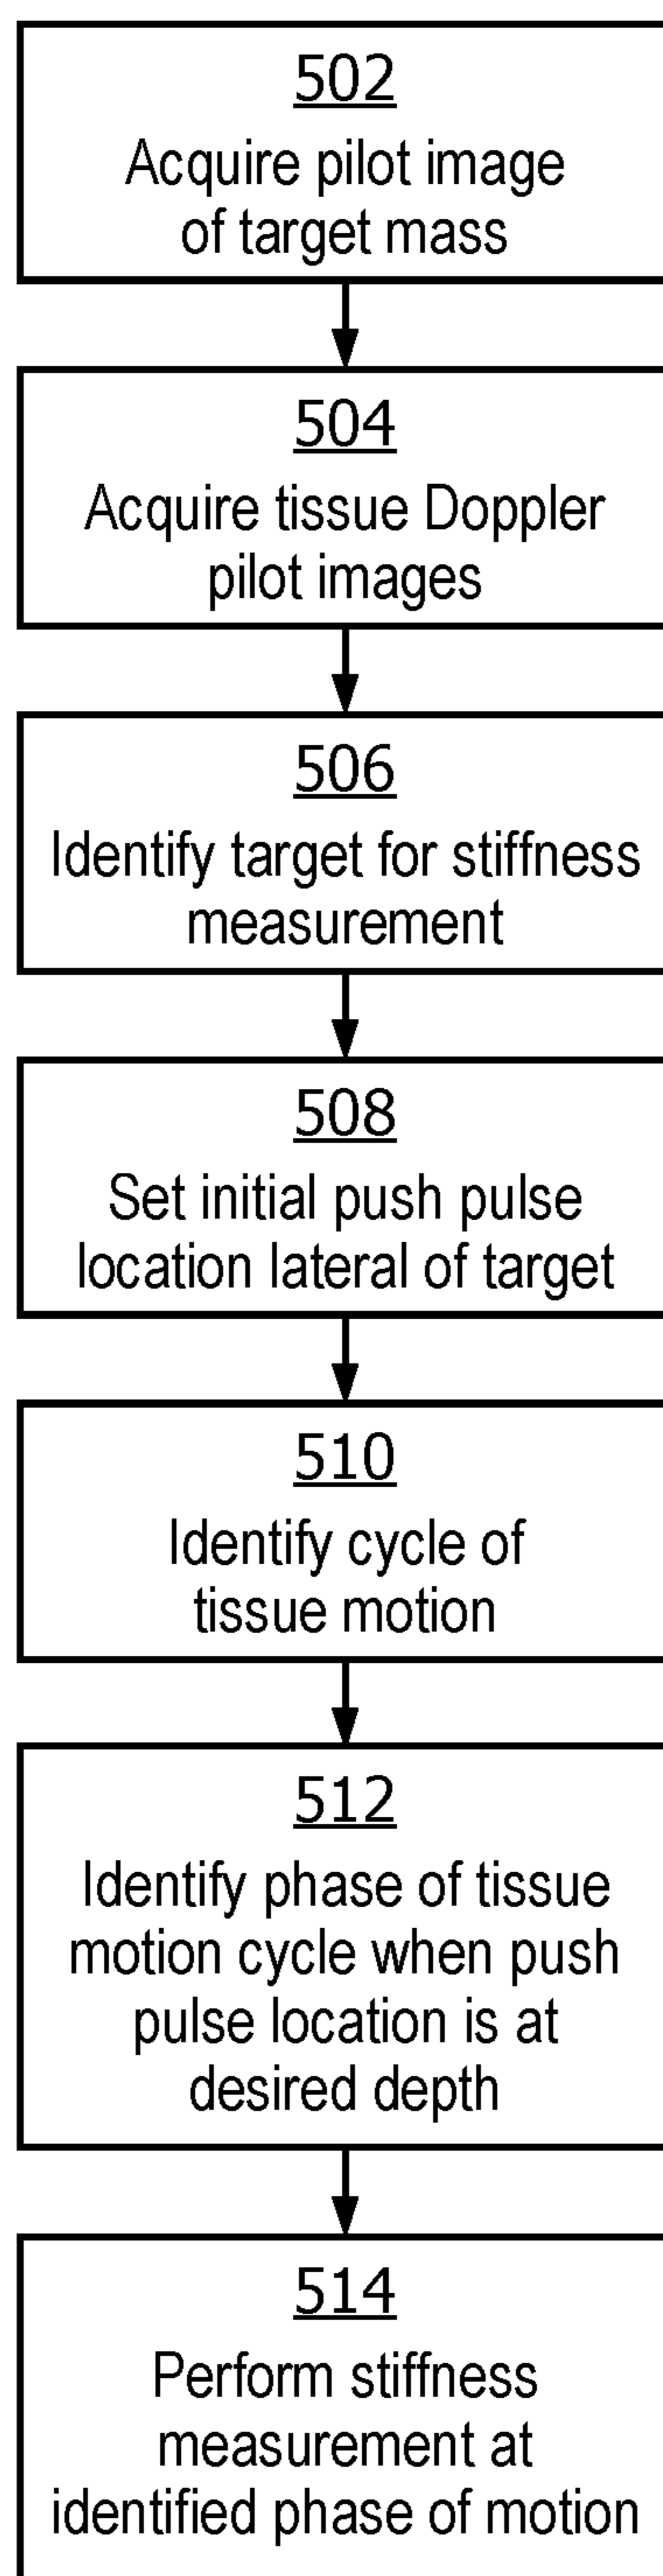 502
Acquire pilot image
of target mass
504
Acquire tissue Doppler
pilot images
506
Identify target for stiffness
measurement
508
Set initial push pulse
location lateral of target
510
Identify cycle of
tissue motion
512
Identify phase of tissue
motion cycle when push
pulse location is at
desired depth
514
Perform stiffness
measurement at
identified phase of motion